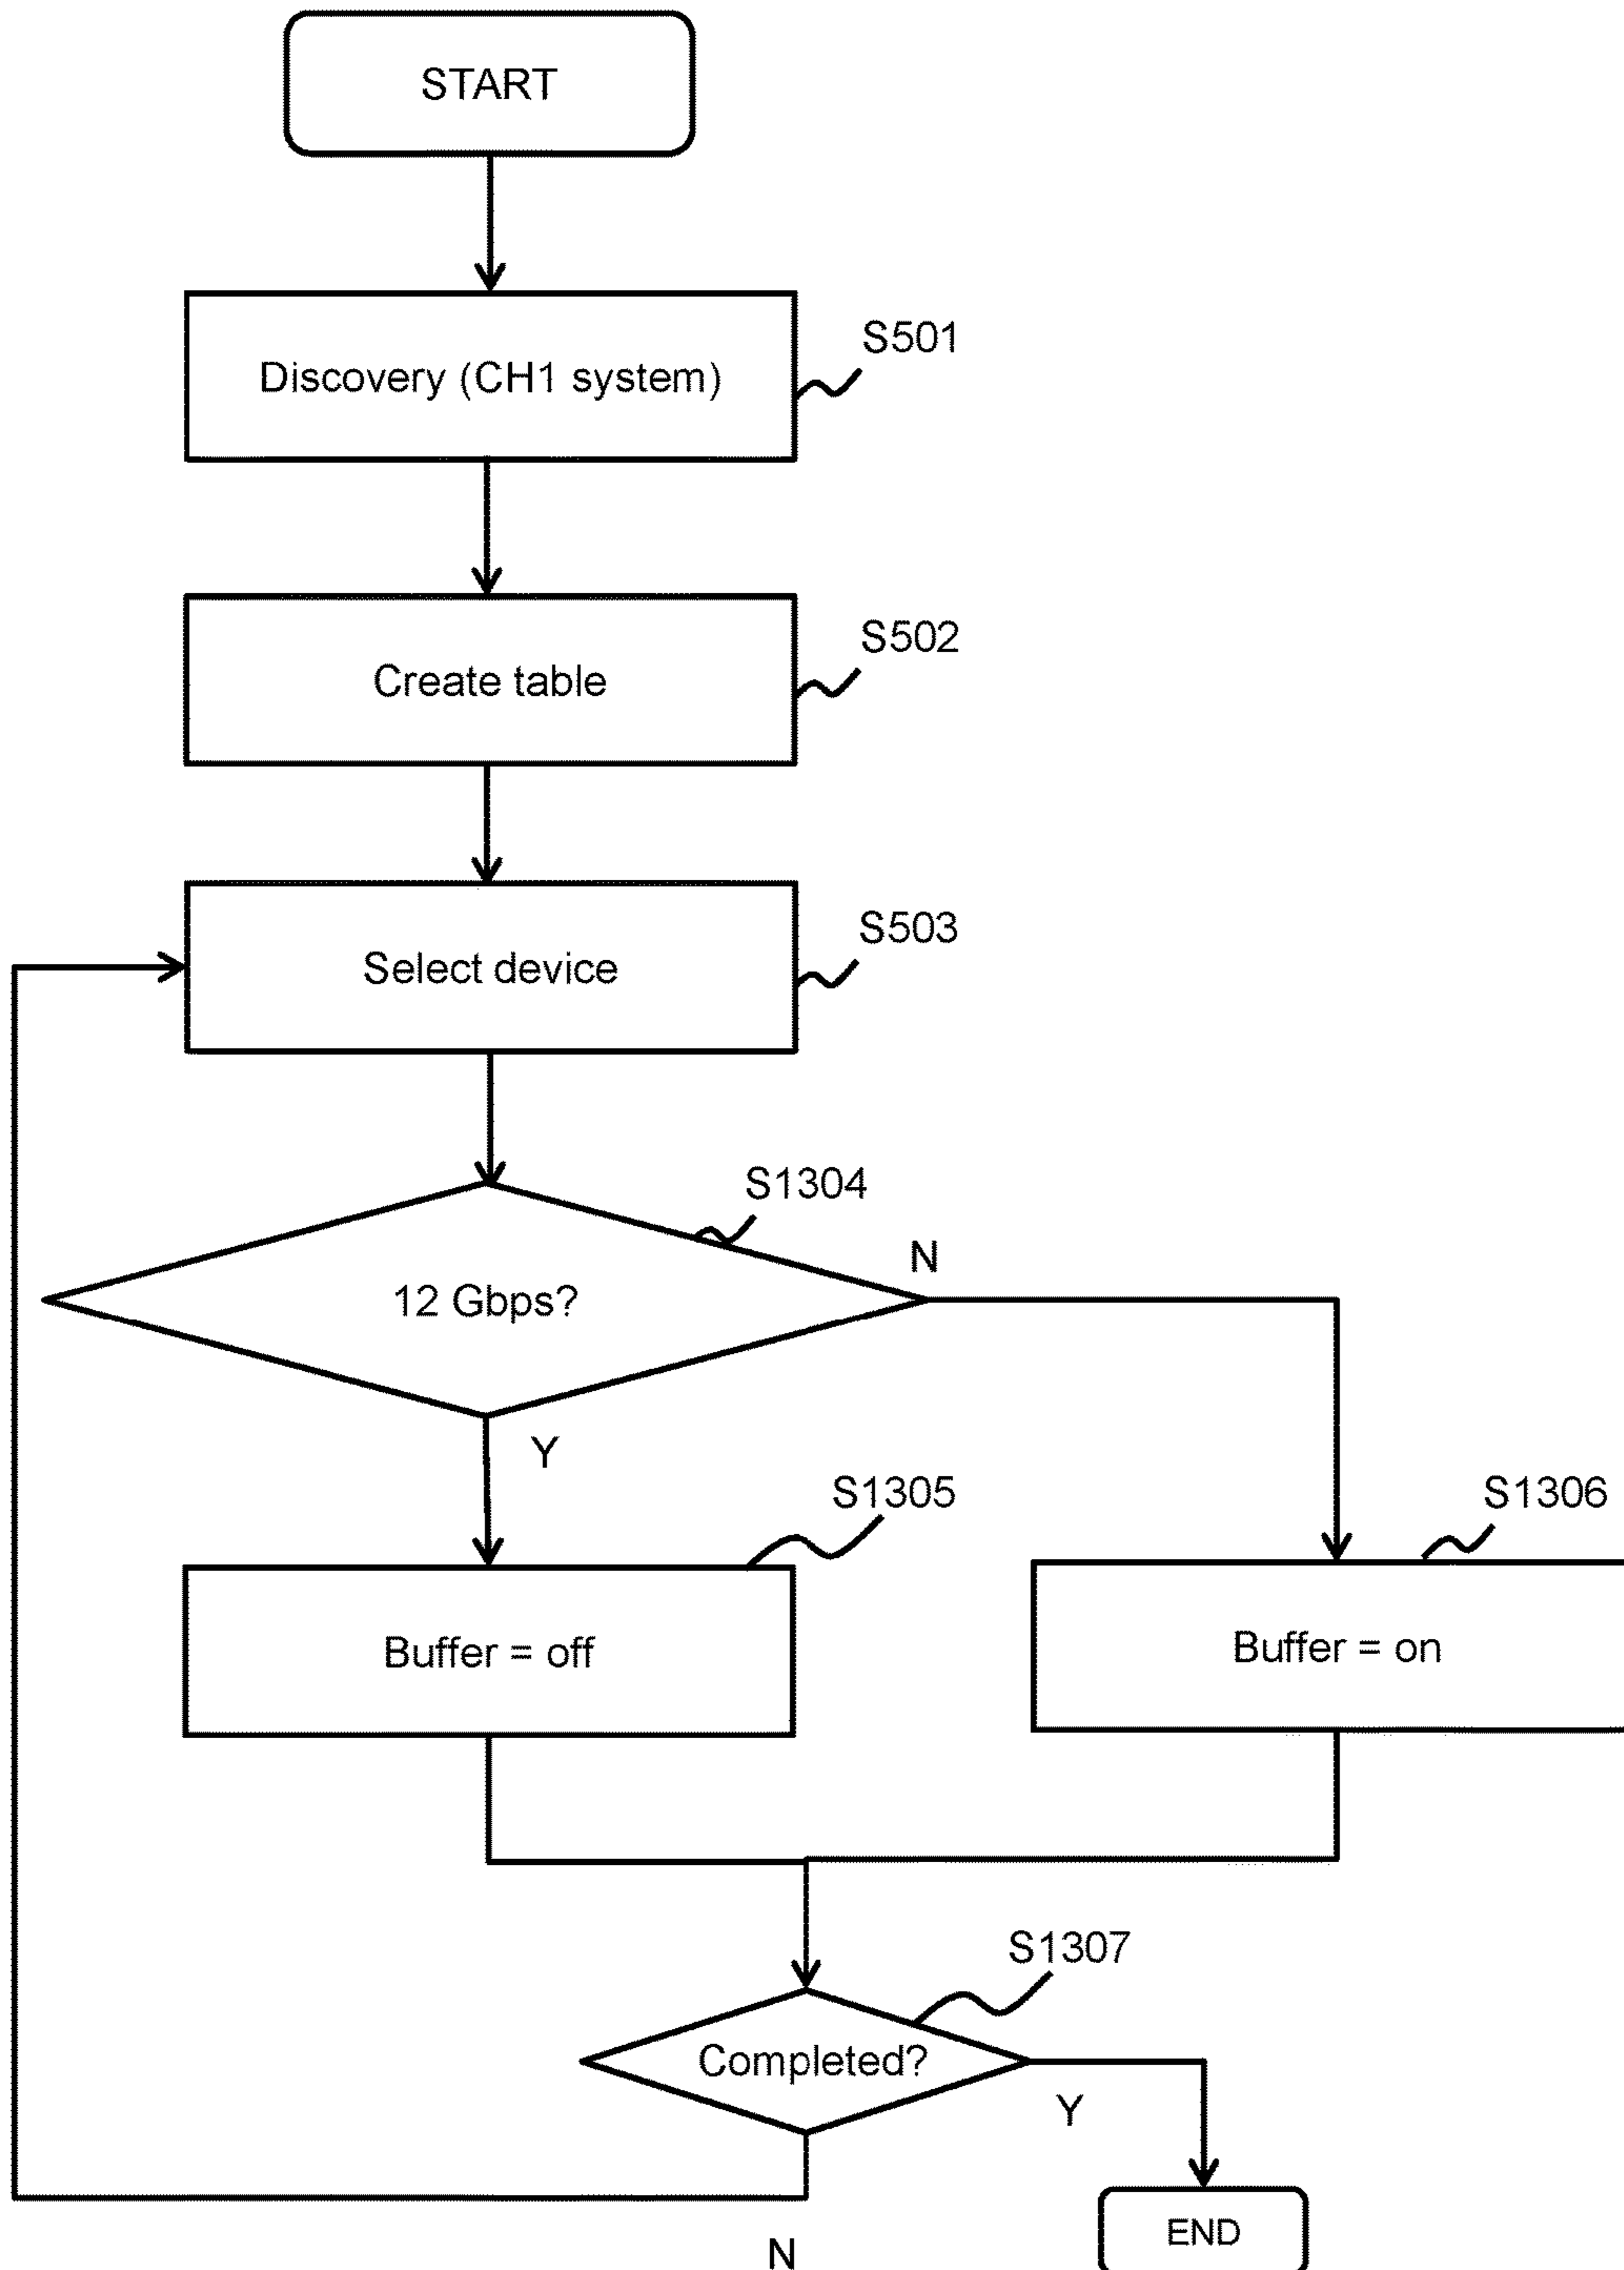 START
S501
Discovery (CH1 system)
S502
Create table
S503
Select device
S1304
N
12 Gbps?
Y
S1305
S1306
Buffer = off
Buffer = on
S1307
Completed?
Y
END
N